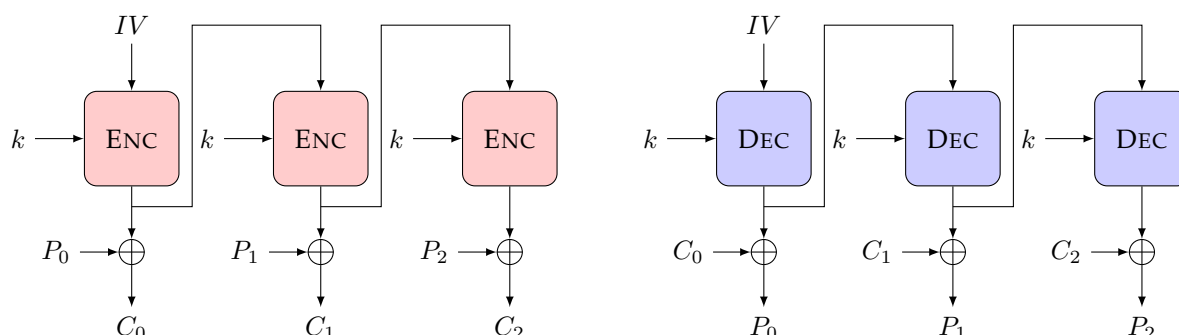 IV IV
k ENC k ENC k ENC k DEC k DEC k DEC
P₀ P₁ P₂ C₀ C₁ C₂
C₀ C₁ C₂ P₀ P₁ P₂